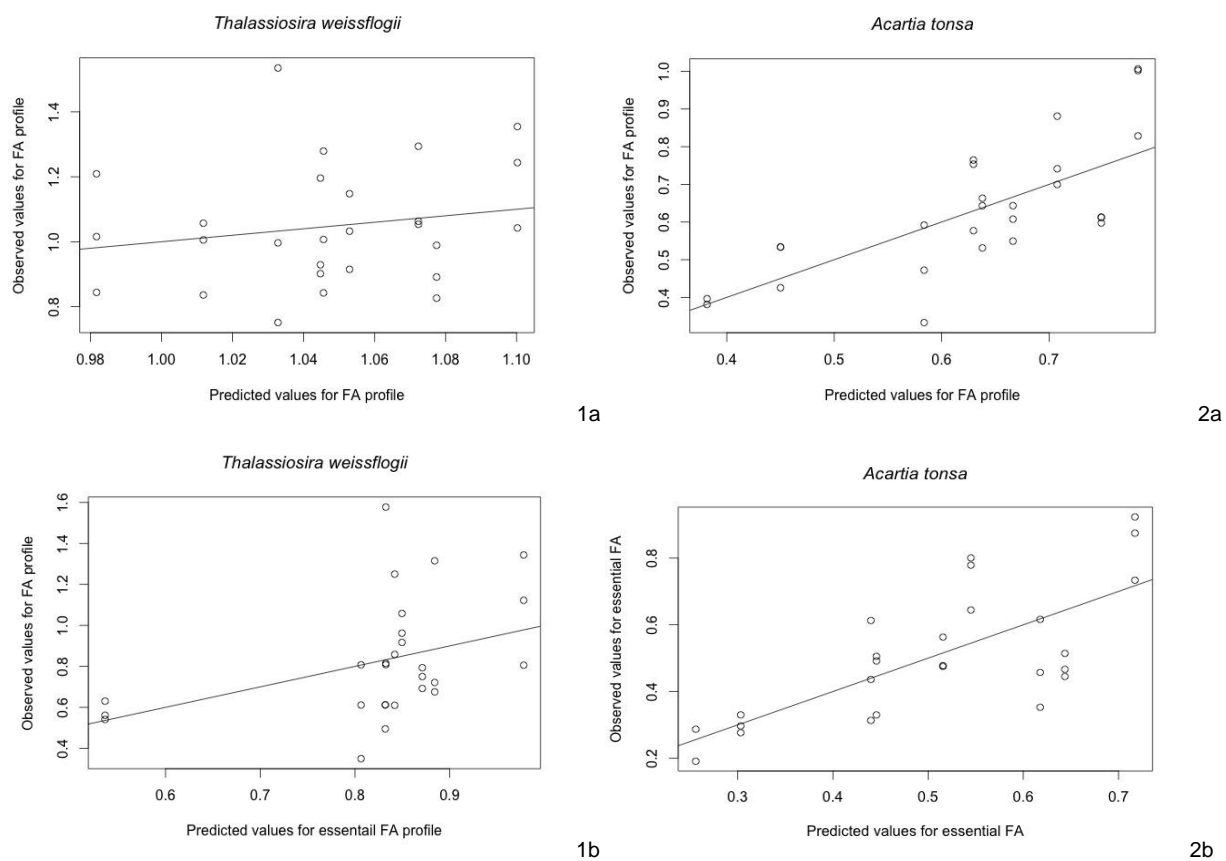 Thalassiosira weissflogii
Observed values for FA profile
0.8 1.0 1.2 1.4
0.98 1.00 1.02 1.04 1.06 1.08 1.10
Predicted values for FA profile
1a
Acartia tonsa
Observed values for FA profile
0.4 0.5 0.6 0.7 0.8 0.9 1.0
0.4 0.5 0.6 0.7
Predicted values for FA profile
2a
Thalassiosira weissflogii
Observed values for FA profile
0.4 0.6 0.8 1.0 1.2 1.4 1.6
0.6 0.7 0.8 0.9
Predicted values for essentail FA profile
1b
Acartia tonsa
Observed values for essential FA
0.2 0.4 0.6 0.8
0.3 0.4 0.5 0.6 0.7
Predicted values for essential FA
2b